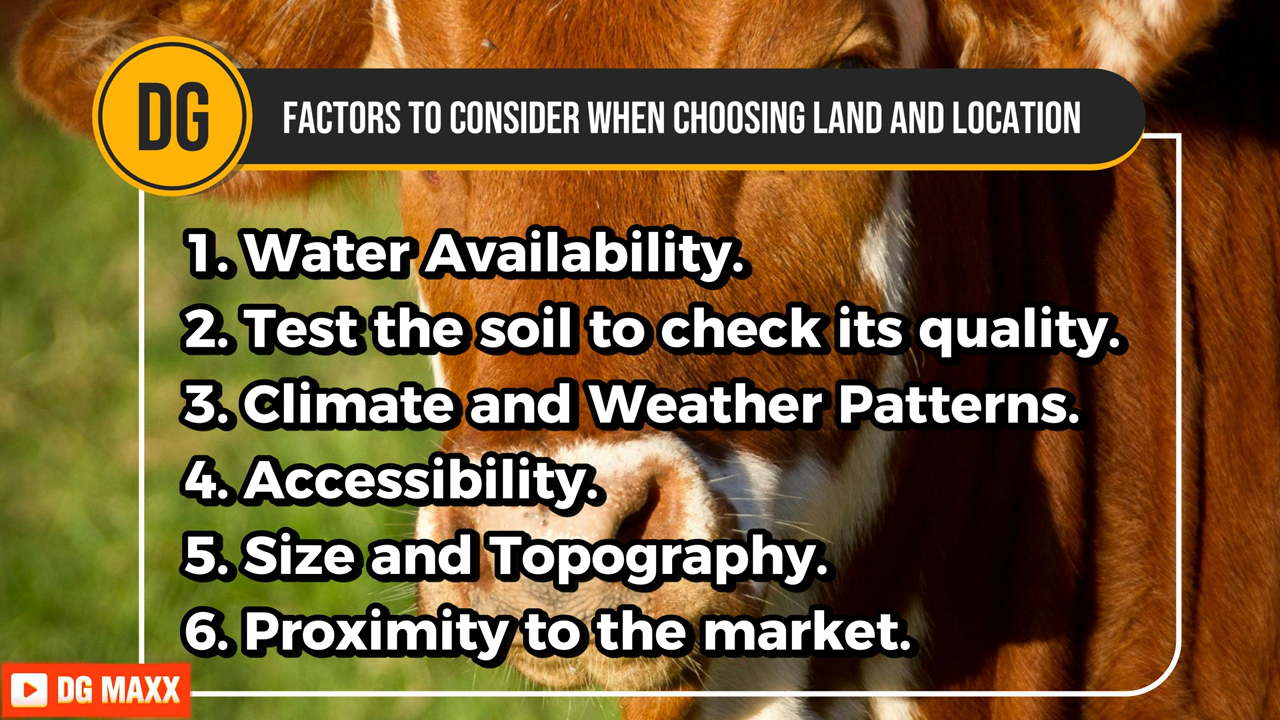 DG
FACTORS TO CONSIDER WHEN CHOOSING LAND AND LOCATION
1. Water Availability.
2. Test the soil to check its quality.
3. Climate and Weather Patterns.
4. Accessibility.
5. Size and Topography.
6. Proximity to the market.
DG MAXX